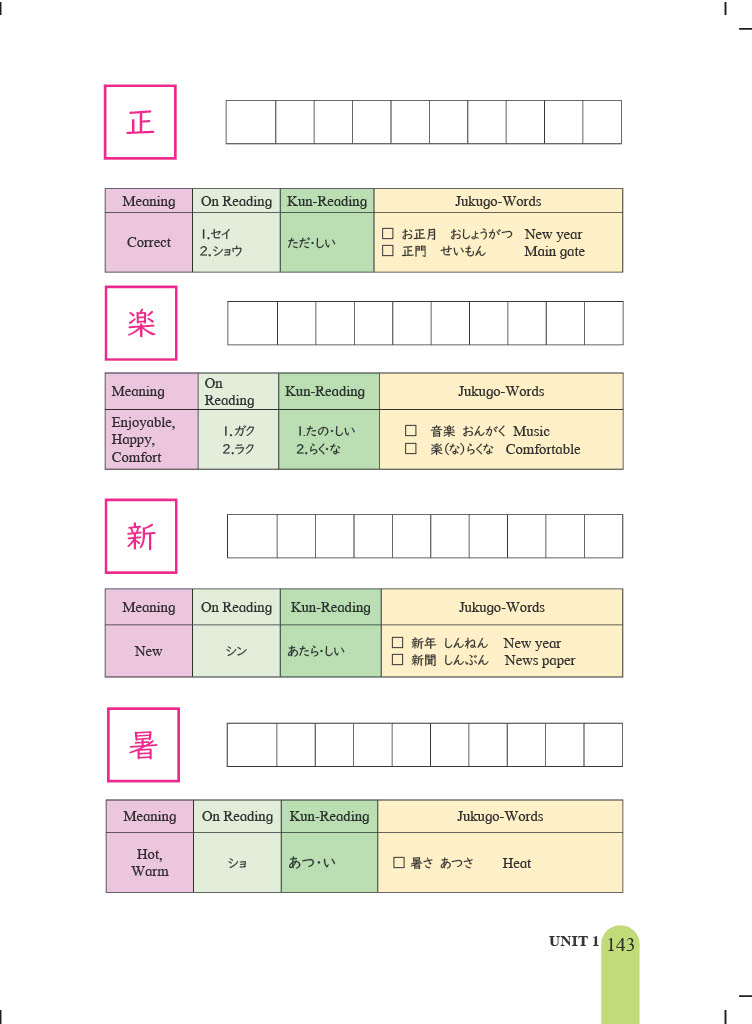 正
Meaning On Reading Kun-Reading Jukugo-Words
Correct
1.セイ
2.ショウ
ただ・しい
□ お正月 おしょうがつ New year
□ 正門 せいもん Main gate
楽
Meaning
On
Reading
Kun-Reading
Jukugo-Words
Enjoyable,
Happy,
Comfort
1.ガク
2.ラク
1.たの・しい
2.らく・な
□ 音楽 おんがく Music
□ 楽(な)らくな Comfortable
新
Meaning On Reading Kun-Reading Jukugo-Words
New
シン
あたら・しい
□ 新年 しんねん New year
□ 新聞 しんぶん News paper
暑
Meaning On Reading Kun-Reading Jukugo-Words
Hot,
Warm
ショ
あつ・い
□ 暑さ あつさ Heat
UNIT 1 143